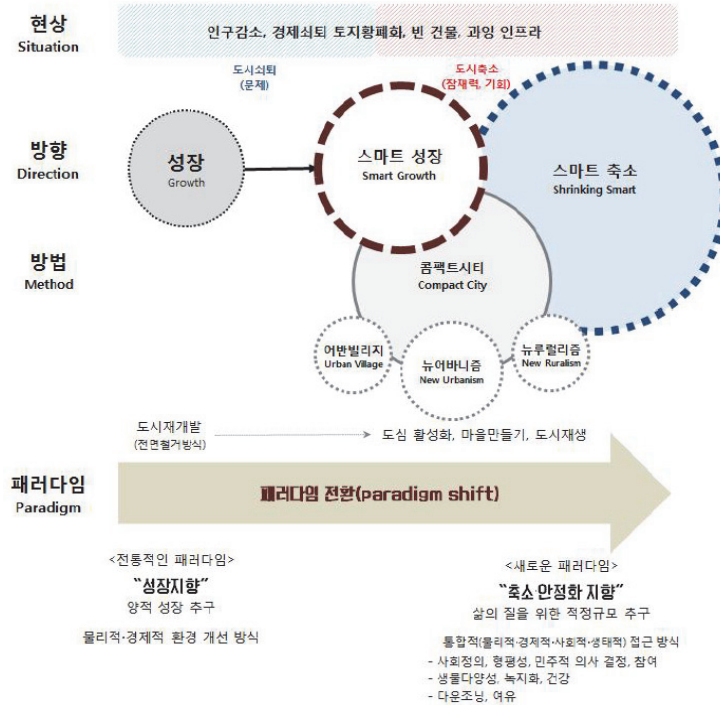 현상
Situation
인구감소, 경제쇠퇴 토지황폐화, 빈 건물, 과잉 인프라
도시쇠퇴
(문제)
도시축소
(잠재력, 기회)
방향
Direction
성장
Growth
스마트 성장
Smart Growth
스마트 축소
Shrinking Smart
방법
Method
콤팩트시티
Compact City
어반빌리지
Urban Village
뉴어바니즘
New Urbanism
뉴루럴리즘
New Ruralism
도시재개발
(전면철거방식)
도심 활성화, 마을만들기, 도시재생
패러다임
Paradigm
패러다임 전환(paradigm shift)
<전통적인 패러다임>
"성장지향"
양적 성장 추구
물리적·경제적 환경 개선 방식
<새로운 패러다임>
"축소·안정화 지향"
삶의 질을 위한 적정규모 추구
통합적(물리적·경제적·사회적·생태적) 접근 방식
- 사회정의, 형평성, 민주적 의사 결정, 참여
- 생물다양성, 녹지화, 건강
- 다운조닝, 여유